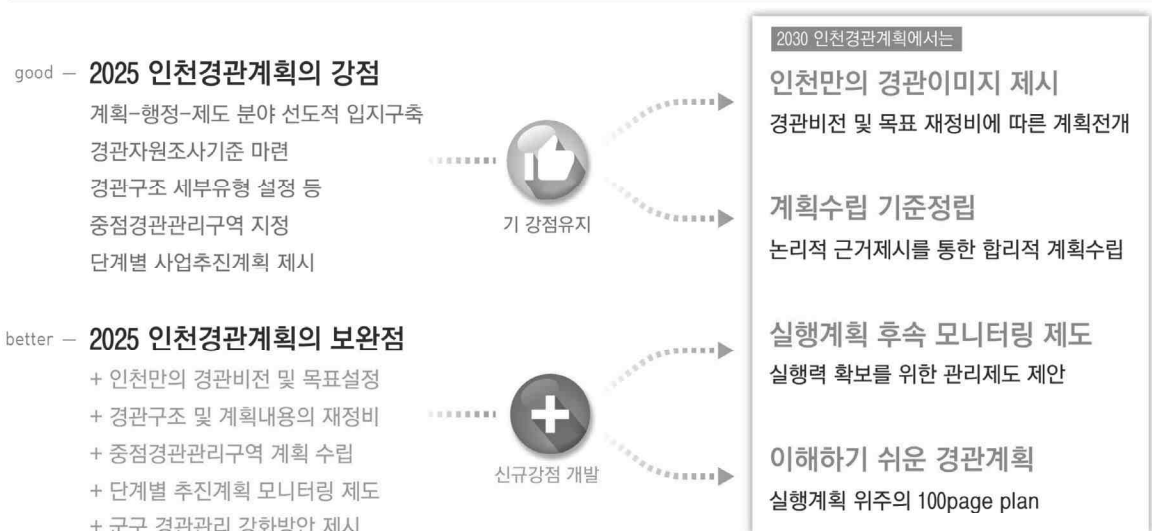 good – 2025 인천경관계획의 강점
계획-행정-제도 분야 선도적 입지구축
경관자원조사기준 마련
경관구조 세부유형 설정 등
중점경관관리구역 지정
단계별 사업추진계획 제시
기 강점유지
better – 2025 인천경관계획의 보완점
+ 인천만의 경관비전 및 목표설정
+ 경관구조 및 계획내용의 재정비
+ 중점경관관리구역 계획 수립
+ 단계별 추진계획 모니터링 제도
+ 군구 경관관리 강화방안 제시
신규강점 개발
2030 인천경관계획에서는
인천만의 경관이미지 제시
경관비전 및 목표 재정비에 따른 계획전개
계획수립 기준정립
논리적 근거제시를 통한 합리적 계획수립
실행계획 후속 모니터링 제도
실행력 확보를 위한 관리제도 제안
이해하기 쉬운 경관계획
실행계획 위주의 100page plan